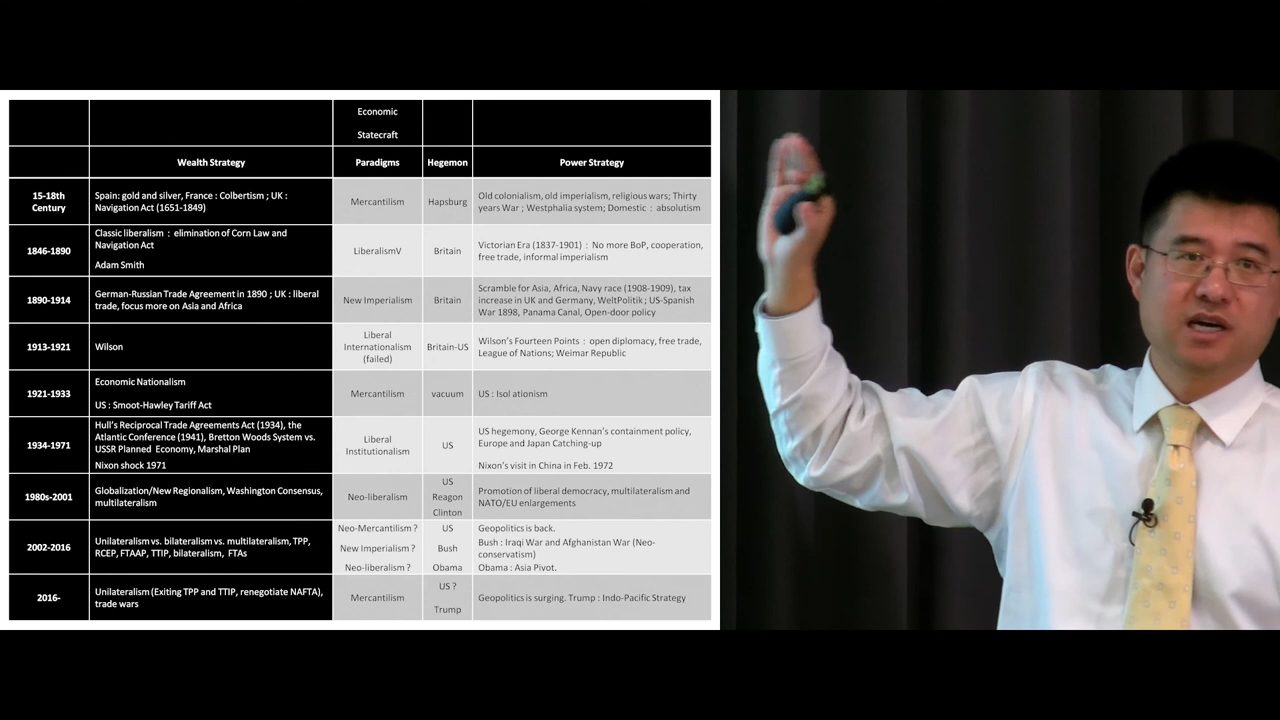 Economic
Statecraft
Wealth Strategy
Paradigms
Hegemon
Power Strategy
15-18th
Century
Spain: gold and silver, France : Colbertism ; UK :
Navigation Act (1651-1849)
Mercantilism
Hapsburg
Old colonialism, old imperialism, religious wars; Thirty
years War ; Westphalia system; Domestic : absolutism
1846-1890
Classic liberalism : elimination of Corn Law and
Navigation Act
Adam Smith
LiberalismV
Britain
Victorian Era (1837-1901) : No more BoP, cooperation,
free trade, informal imperialism
1890-1914
German-Russian Trade Agreement in 1890 ; UK : liberal
trade, focus more on Asia and Africa
New Imperialism
Britain
Scramble for Asia, Africa, Navy race (1908-1909), tax
increase in UK and Germany, WeltPolitik ; US-Spanish
War 1898, Panama Canal, Open-door policy
1913-1921
Wilson
Liberal
Internationalism
(failed)
Britain-US
Wilson's Fourteen Points : open diplomacy, free trade,
League of Nations; Weimar Republic
1921-1933
Economic Nationalism
US : Smoot-Hawley Tariff Act
Mercantilism
vacuum
US : Isol ationism
1934-1971
Hull's Reciprocal Trade Agreements Act (1934), the
Atlantic Conference (1941), Bretton Woods System vs.
USSR Planned Economy, Marshal Plan
Nixon shock 1971
Liberal
Institutionalism
US
US hegemony, George Kennan's containment policy,
Europe and Japan Catching-up
Nixon's visit in China in Feb. 1972
1980s-2001
Globalization/New Regionalism, Washington Consensus,
multilateralism
Neo-liberalism
US
Reagon
Clinton
Promotion of liberal democracy, multilateralism and
NATO/EU enlargements
2002-2016
Unilateralism vs. bilateralism vs. multilateralism, TPP,
RCEP, FTAAP, TTIP, bilateralism, FTAs
Neo-Mercantilism ?
New Imperialism ?
Neo-liberalism ?
US
Bush
Obama
Geopolitics is back.
Bush : Iraqi War and Afghanistan War (Neo-
conservatism)
Obama : Asia Pivot.
2016-
Unilateralism (Exiting TPP and TTIP, renegotiate NAFTA),
trade wars
Mercantilism
US ?
Trump
Geopolitics is surging. Trump : Indo-Pacific Strategy